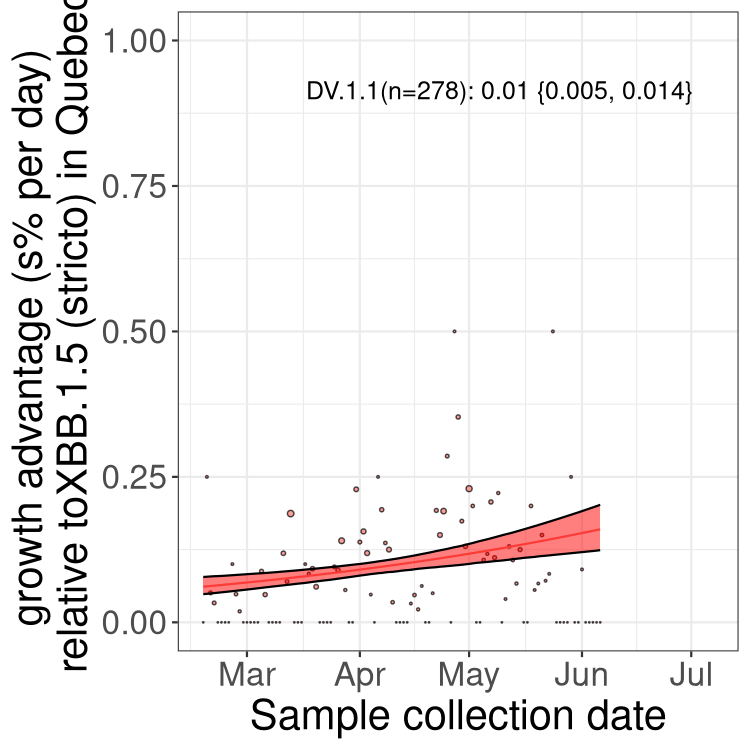 growth advantage (s% per day)
relative toXBB.1.5 (stricto) in Quebec
1.00
0.75
0.50
0.25
0.00
DV.1.1(n=278): 0.01 {0.005, 0.014}
Mar Apr May Jun Jul
Sample collection date